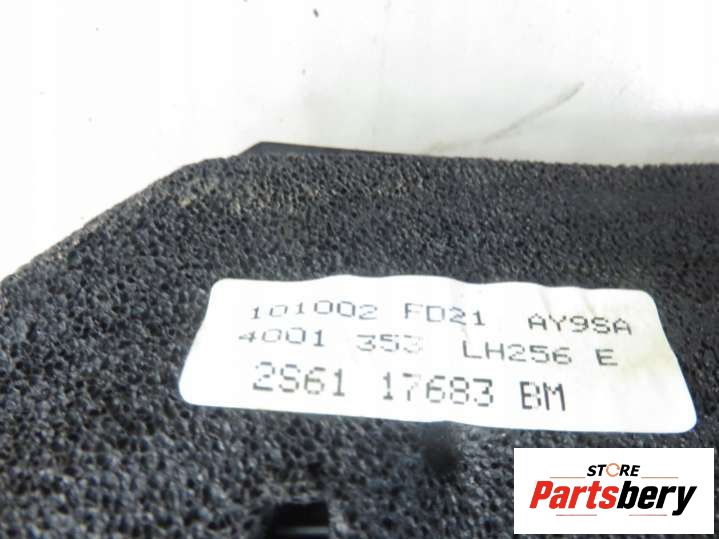 101002 FD21 AY9SA
4001 353 LH256 E
2S61 17683 BM
STORE
Partsbery